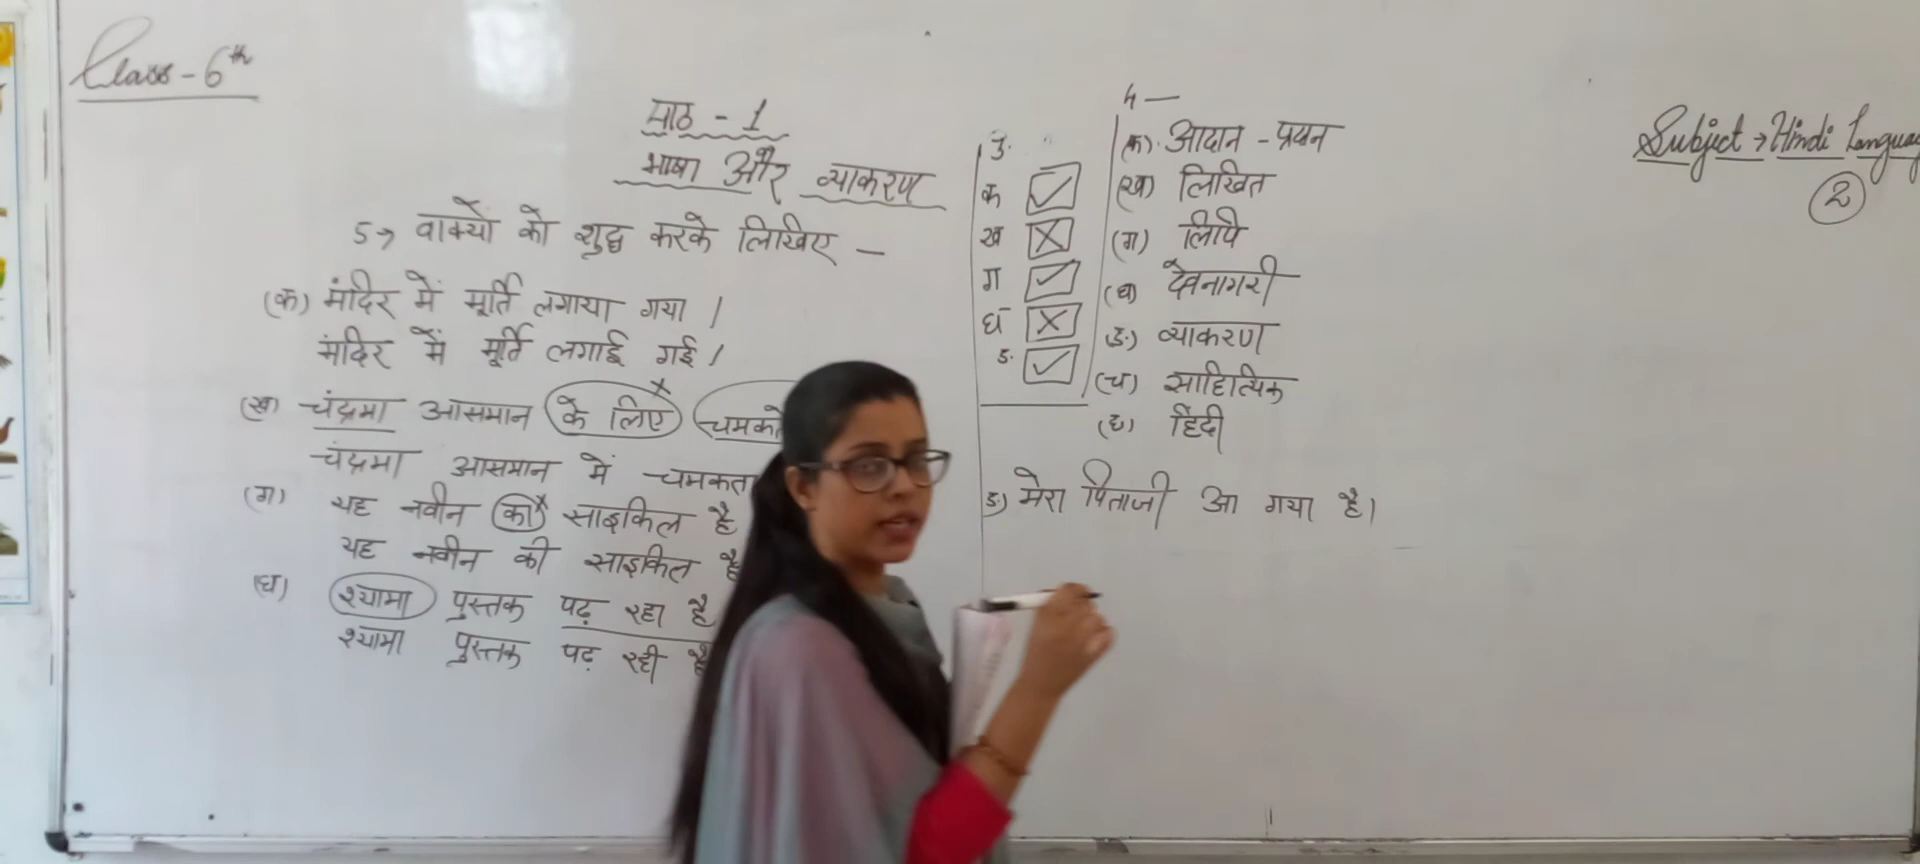 Class - 6th
पाठ - 1
भाषा और व्याकरण
5→ वाक्यों को शुद्ध करके लिखिए —
(क) मंदिर में मूर्ति लगाया गया ।
मंदिर में मूर्ति लगाई गई ।
(ख) चंद्रमा आसमान के लिए
चंद्रमा आसमान में चमकता
(ग) यह नवीन का साइकिल है
यह नवीन की साइकिल है
(घ) श्यामा पुस्तक पढ़ रहा है
श्यामा पुस्तक पढ़ रही है
3.
क ✓
ख ✗
ग ✓
घ ✗
ङ ✓
4 —
(क). आदान - प्रदान
(ख) लिखित
(ग) लिपि
(घ) देवनागरी
ङ) व्याकरण
(च) साहित्यिक
(छ) हिंदी
ङ) मेरा पिताजी आ गया है।
Subject → Hindi Languag
2